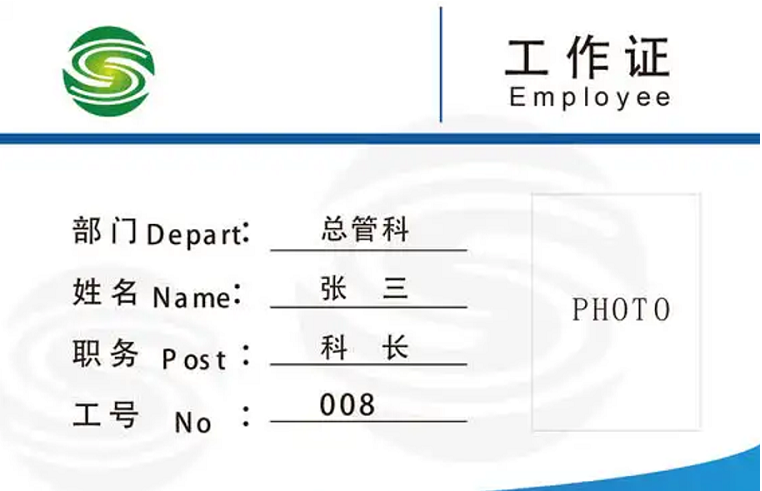 工作证
Employee
部门Depart: 总管科
姓名Name: 张 三
PHOTO
职务 Post : 科 长
工号 No : 008